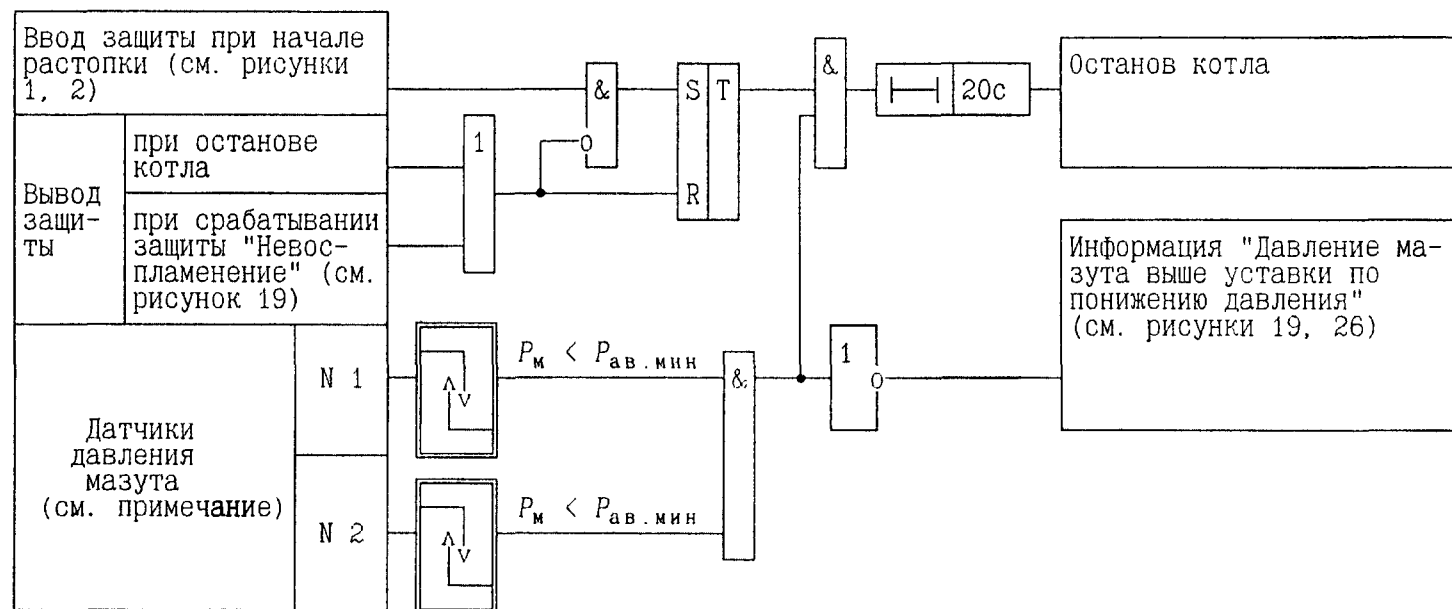 Ввод защиты при начале
растопки (см. рисунки
1, 2)
Вывод
защи-
ты
при останове
котла
при срабатывании
защиты "Невос-
пламенение" (см.
рисунок 19)
Датчики
давления
мазута
(см. примечание)
N 1
N 2
1
&
S T
R
&
20с
Останов котла
Pм < Pав.мин
Pм < Pав.мин
&
1
Информация "Давление ма-
зута выше уставки по
понижению давления"
(см. рисунки 19, 26)